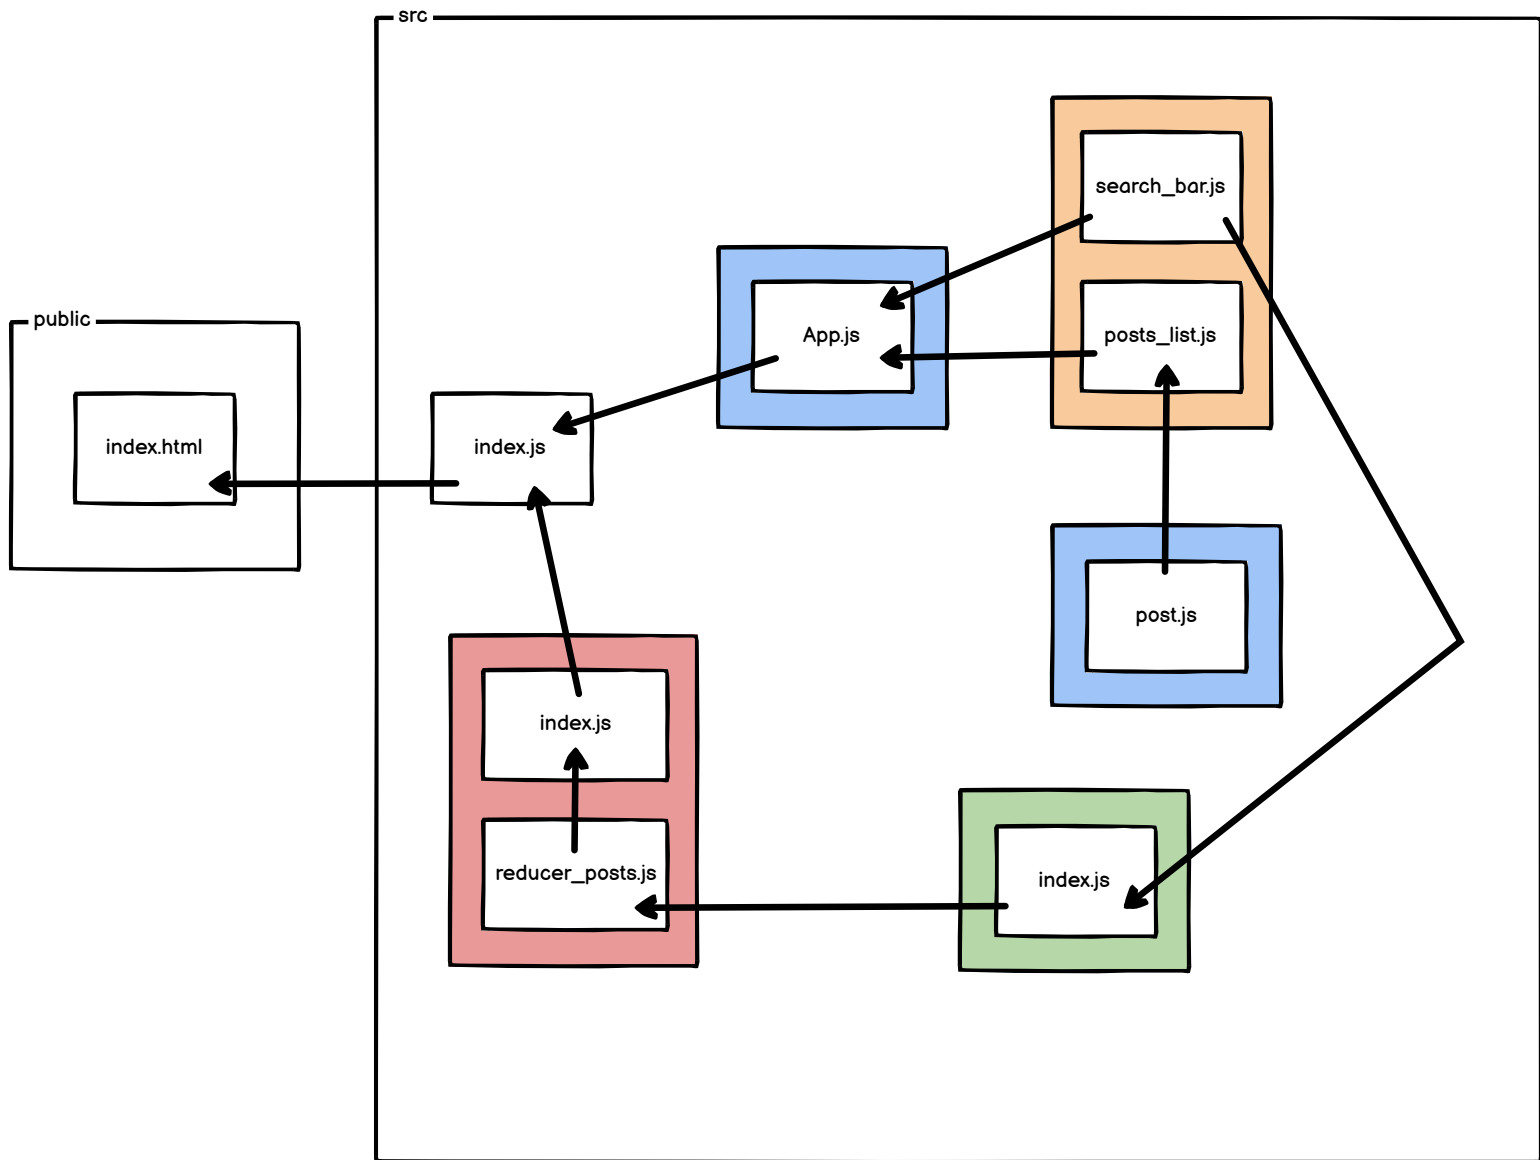 src
search_bar.js
public
App.js
posts_list.js
index.html
index.js
post.js
index.js
reducer_posts.js
index.js